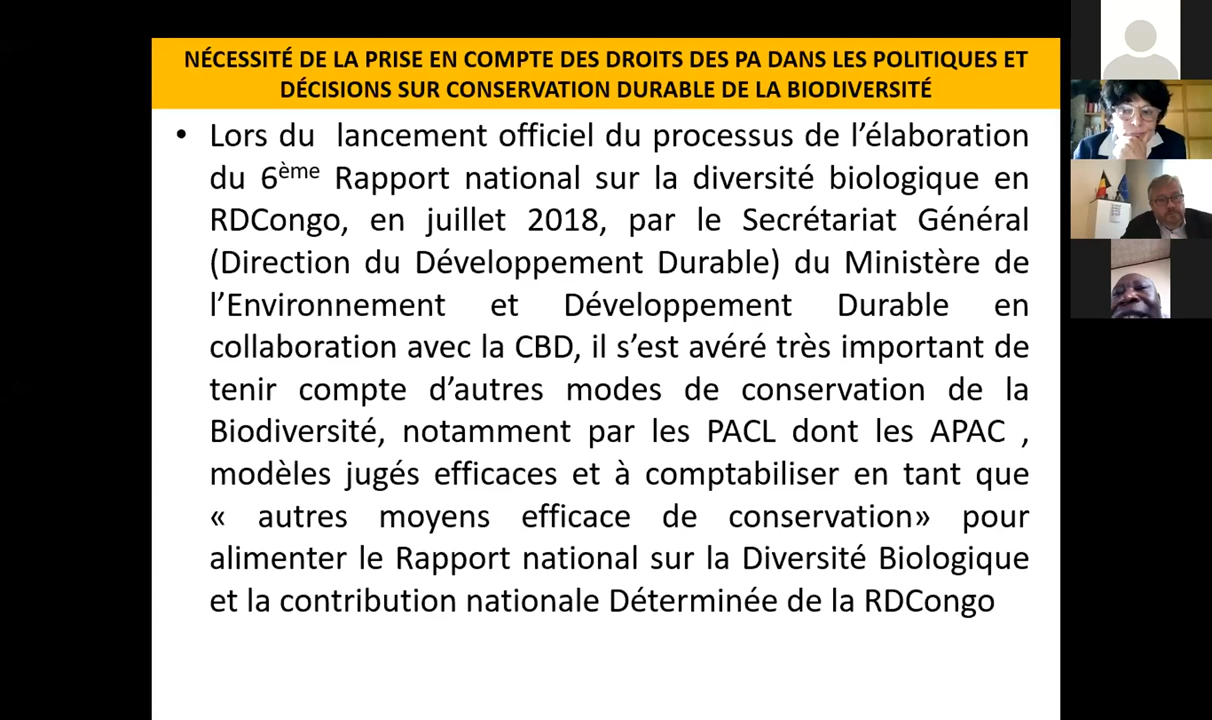 NÉCESSITÉ DE LA PRISE EN COMPTE DES DROITS DES PA DANS LES POLITIQUES ET
DÉCISIONS SUR CONSERVATION DURABLE DE LA BIODIVERSITÉ
• Lors du lancement officiel du processus de l’élaboration
du 6ème Rapport national sur la diversité biologique en
RDCongo, en juillet 2018, par le Secrétariat Général
(Direction du Développement Durable) du Ministère de
l’Environnement et Développement Durable en
collaboration avec la CBD, il s’est avéré très important de
tenir compte d’autres modes de conservation de la
Biodiversité, notamment par les PACL dont les APAC ,
modèles jugés efficaces et à comptabiliser en tant que
« autres moyens efficace de conservation» pour
alimenter le Rapport national sur la Diversité Biologique
et la contribution nationale Déterminée de la RDCongo